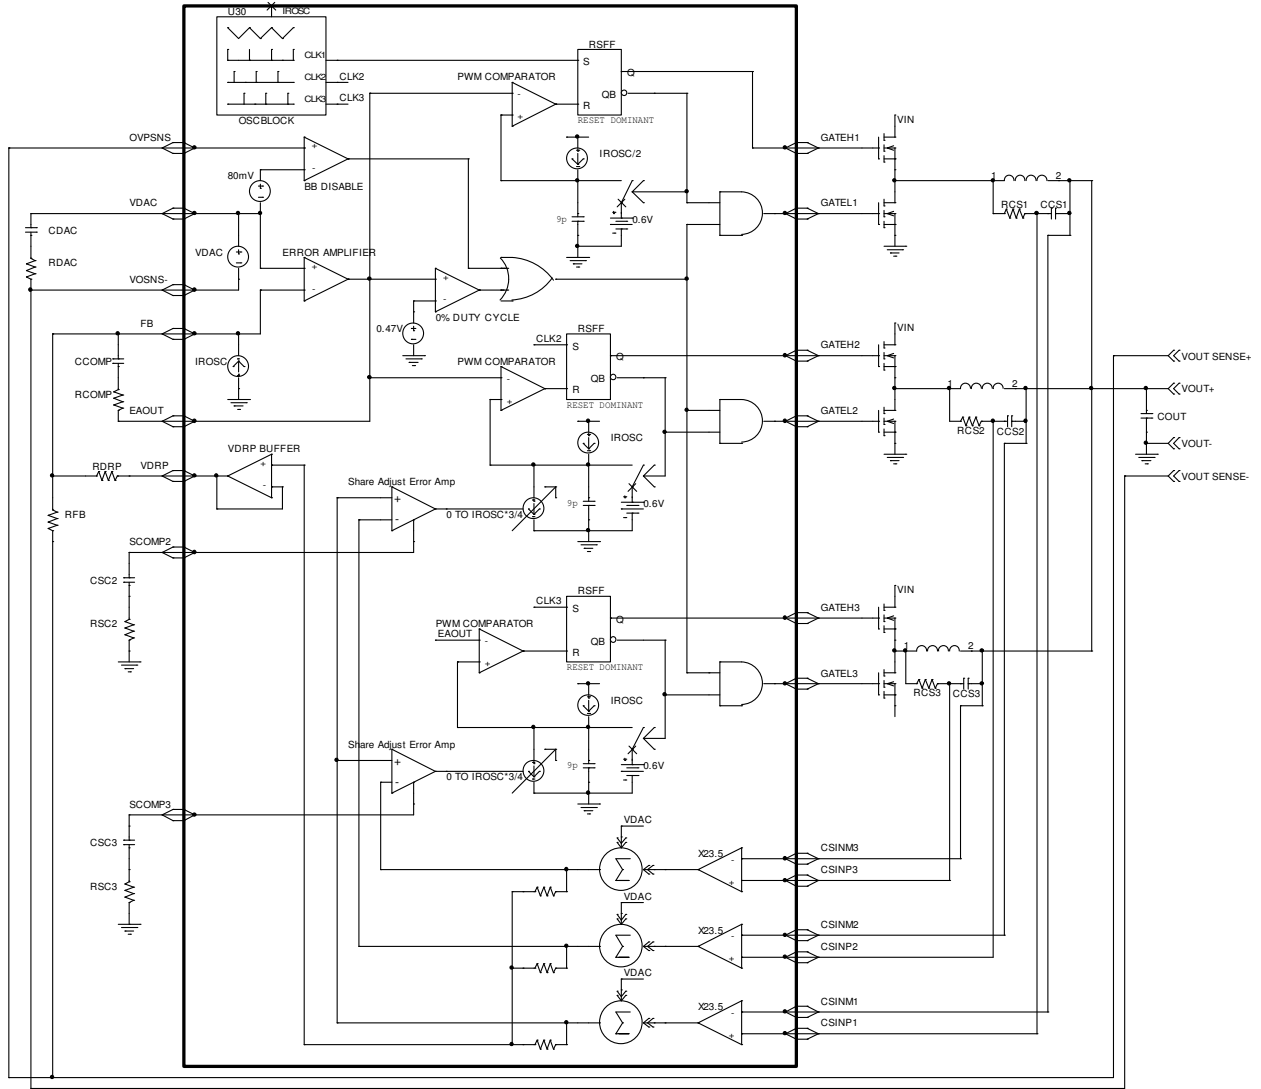 U30
IROSC
CLK1
CLK2
CLK2
CLK3
CLK3
OSCBLOCK
RSFF
S
Q
QB
R
RESET DOMINANT
PWM COMPARATOR
-
+
IROSC/2
9p
0.6V
OVPSNS
+
-
BB DISABLE
80mV
VDAC
CDAC
RDAC
VDAC
VOSNS-
ERROR AMPLIFIER
+
-
+
-
0% DUTY CYCLE
0.47V
FB
IROSC
CCOMP
RCOMP
EAOUT
CLK2
RSFF
S
Q
QB
R
RESET DOMINANT
PWM COMPARATOR
-
+
IROSC
9p
0.6V
VDRP BUFFER
+
-
RDRP
VDRP
RFB
Share Adjust Error Amp
+
-
0 TO IROSC*3/4
SCOMP2
CSC2
RSC2
CLK3
RSFF
S
Q
QB
R
RESET DOMINANT
PWM COMPARATOR
EAOUT
-
+
IROSC
9p
0.6V
Share Adjust Error Amp
+
-
0 TO IROSC*3/4
SCOMP3
CSC3
RSC3
VDAC
Σ
X23.5
-
+
CSINM3
CSINP3
VDAC
Σ
X23.5
-
+
CSINM2
CSINP2
VDAC
Σ
X23.5
-
+
CSINM1
CSINP1
GATEH1
VIN
GATEL1
1
2
RCS1
CCS1
GATEH2
VIN
GATEL2
1
2
RCS2
CCS2
GATEH3
VIN
GATEL3
1
2
RCS3
CCS3
VOUT SENSE+
VOUT+
COUT
VOUT-
VOUT SENSE-